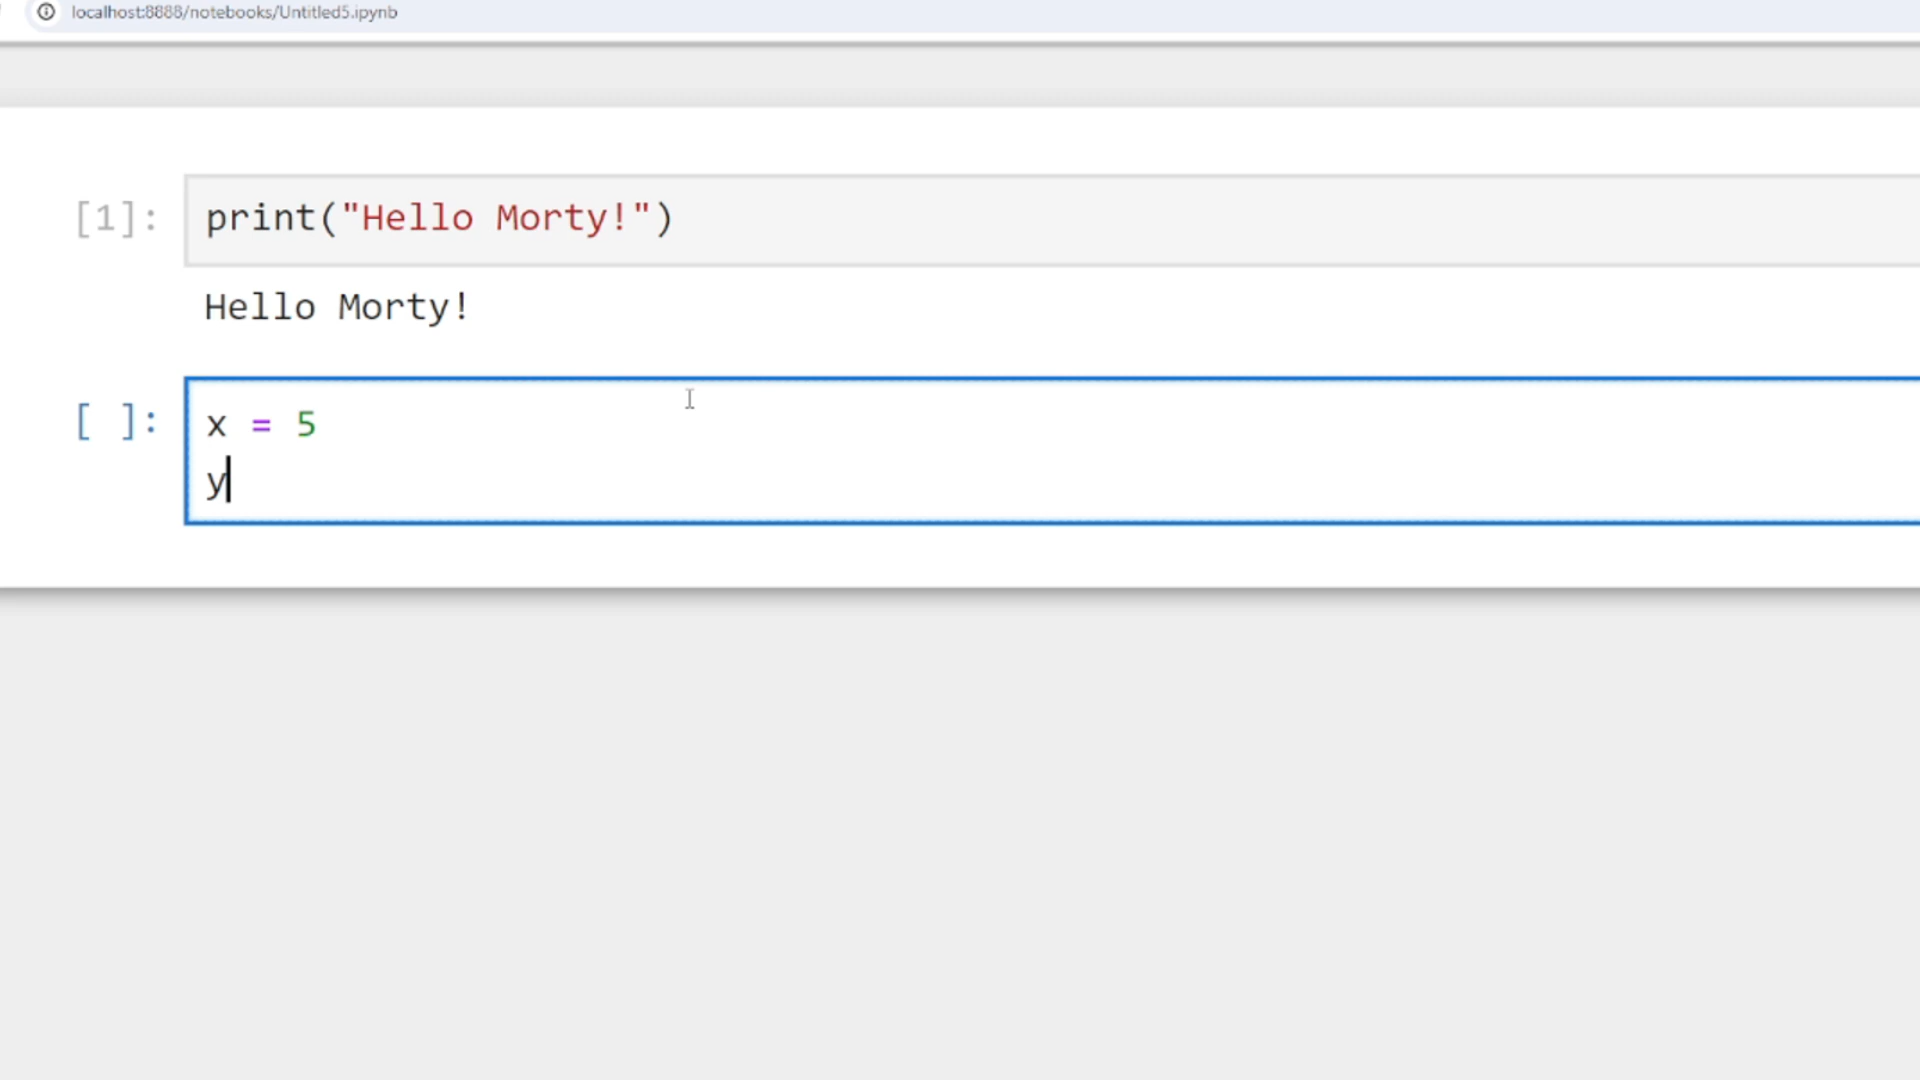 localhost:8888/notebooks/Untitled5.ipynb
[1]: print("Hello Morty!")
Hello Morty!
[ ]: x = 5
y